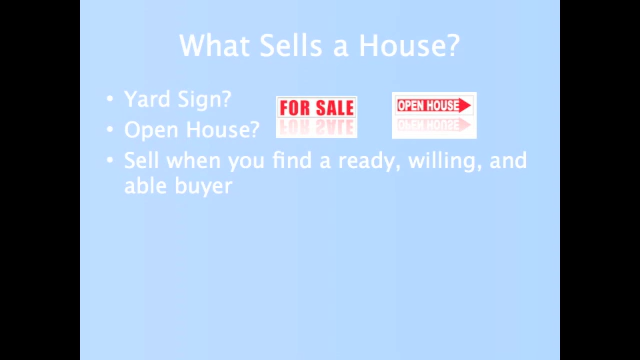 What Sells a House?
• Yard Sign?
FOR SALE
OPEN HOUSE
• Open House?
• Sell when you find a ready, willing, and
able buyer